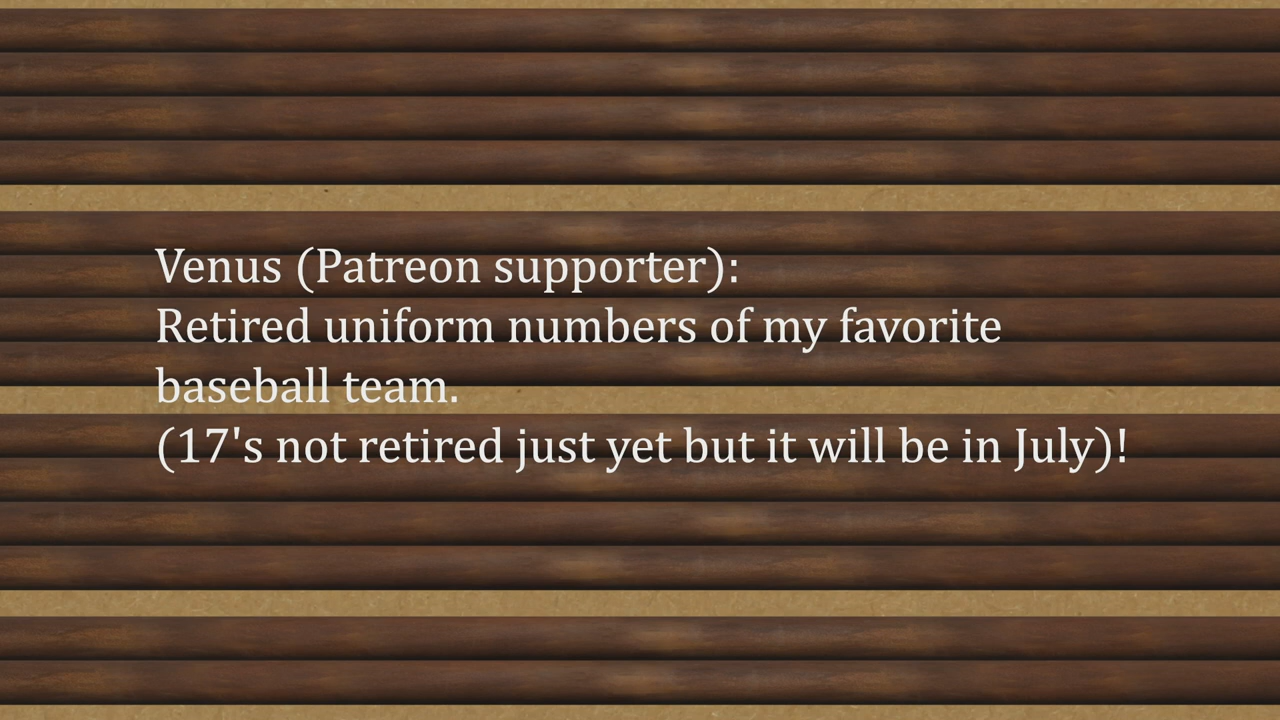 Venus (Patreon supporter):
Retired uniform numbers of my favorite
baseball team.
(17's not retired just yet but it will be in July)!